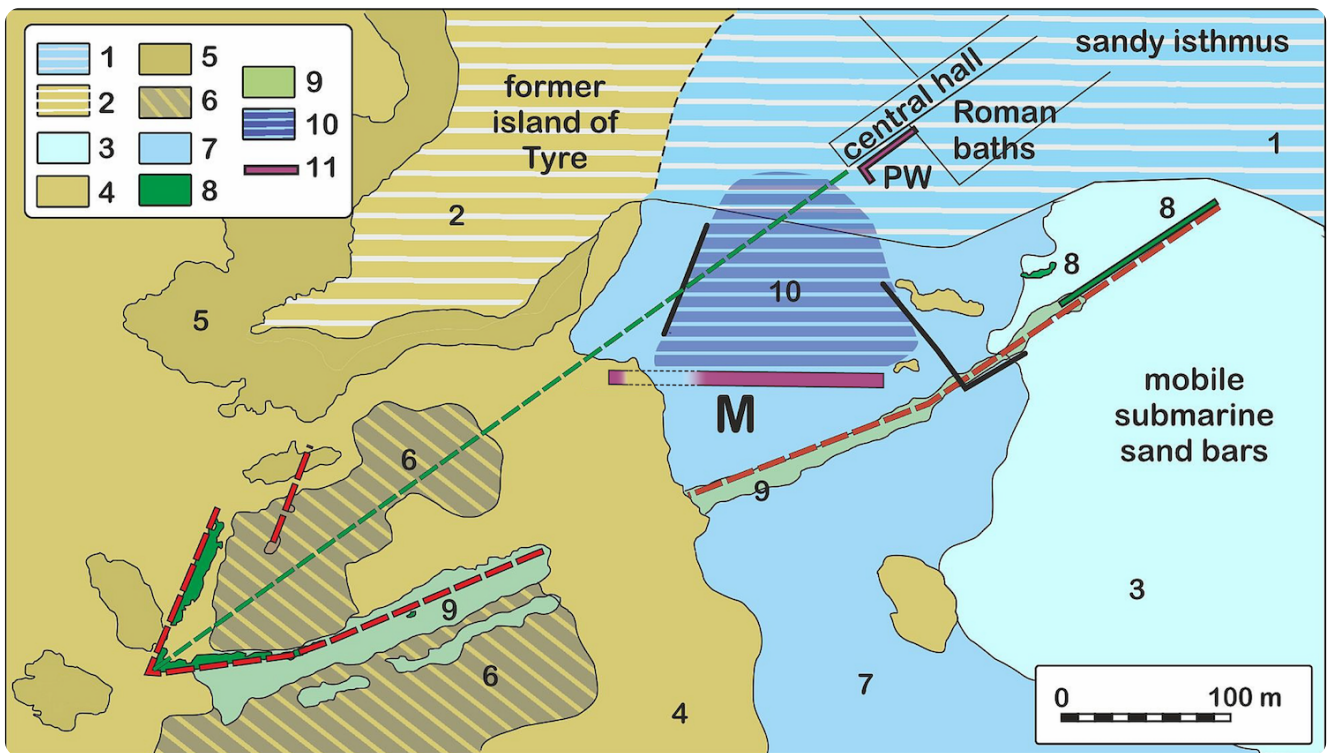 1
2
3
4
5
6
7
8
9
10
11
former
island of
Tyre
sandy isthmus
central hall
Roman
baths
PW
1
2
8
8
5
10
M
mobile
submarine
sand bars
6
9
9
3
6
7
4
0
100 m